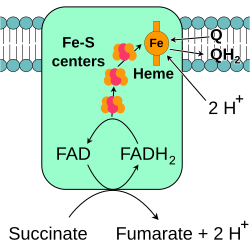 Fe-S
centers
Fe
Q
QH2
Heme
2 H+
FAD
FADH2
Succinate
Fumarate + 2 H+